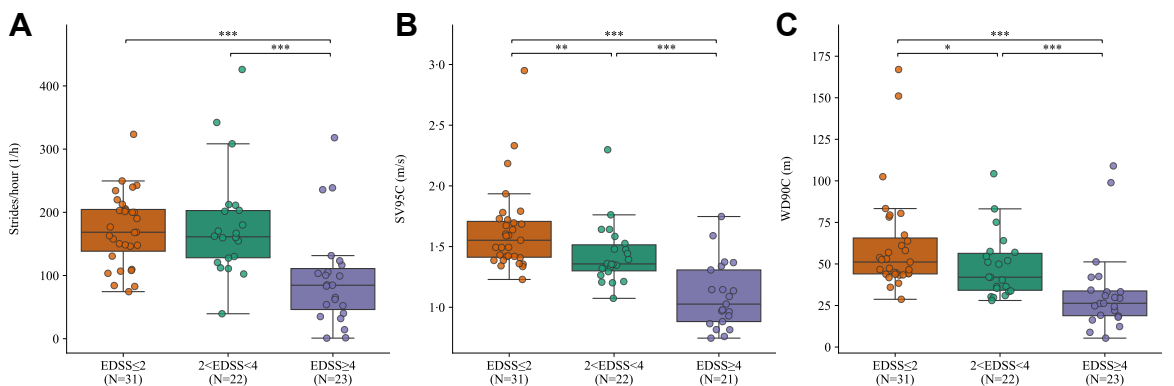 A
***
***
Strides/hour (1/h)
400
300
200
100
0
EDSS≤2
(N=31)
2<EDSS<4
(N=22)
EDSS≥4
(N=23)
B
***
**
***
SV95C (m/s)
3·0
2·5
2·0
1·5
1·0
EDSS≤2
(N=31)
2<EDSS<4
(N=22)
EDSS≥4
(N=21)
C
***
*
***
WD90C (m)
175
150
125
100
75
50
25
0
EDSS≤2
(N=31)
2<EDSS<4
(N=22)
EDSS≥4
(N=23)